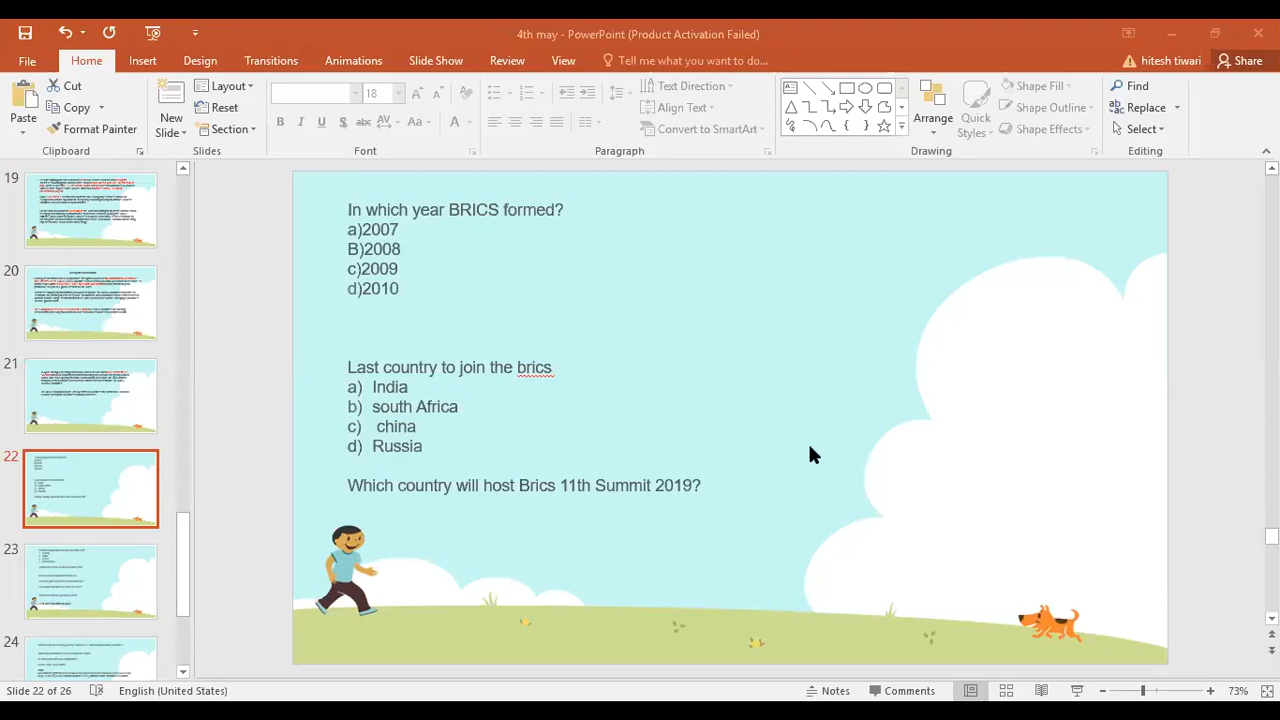 4th may - PowerPoint (Product Activation Failed)
File Home Insert Design Transitions Animations Slide Show Review View Tell me what you want to do... hitesh tiwari Share
Paste
Cut
Copy
Format Painter
Clipboard
New Slide
Layout
Reset
Section
Slides
18
B I U S abc AV Aa A
Font
Text Direction
Align Text
Convert to SmartArt
Paragraph
Arrange
Quick Styles
Shape Fill
Shape Outline
Shape Effects
Drawing
Find
Replace
Select
Editing
19
20
21
22
23
24
In which year BRICS formed?
a)2007
B)2008
c)2009
d)2010
Last country to join the brics
a) India
b) south Africa
c) china
d) Russia
Which country will host Brics 11th Summit 2019?
Slide 22 of 26 English (United States) Notes Comments 73%